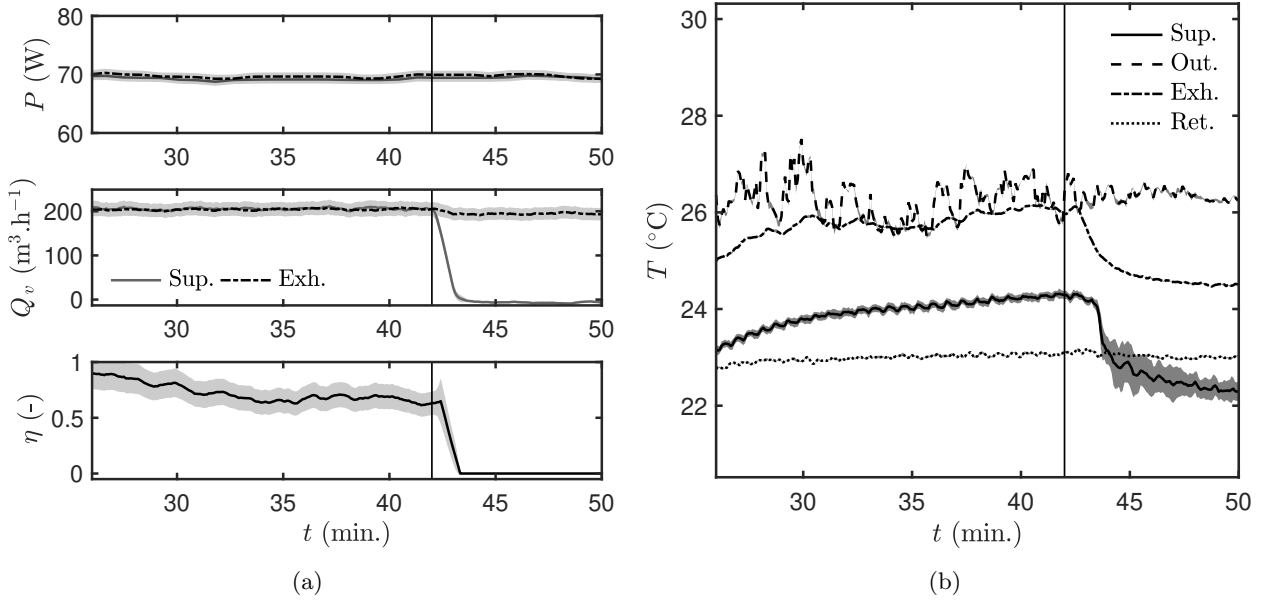 80
70
60
P (W)
30 35 40 45 50
200
100
0
Q_v (m³.h⁻¹)
Sup. Exh.
30 35 40 45 50
1
0.5
0
η (-)
30 35 40 45 50
t (min.)
(a)
30
28
26
24
22
T (°C)
Sup.
Out.
Exh.
Ret.
30 35 40 45 50
t (min.)
(b)